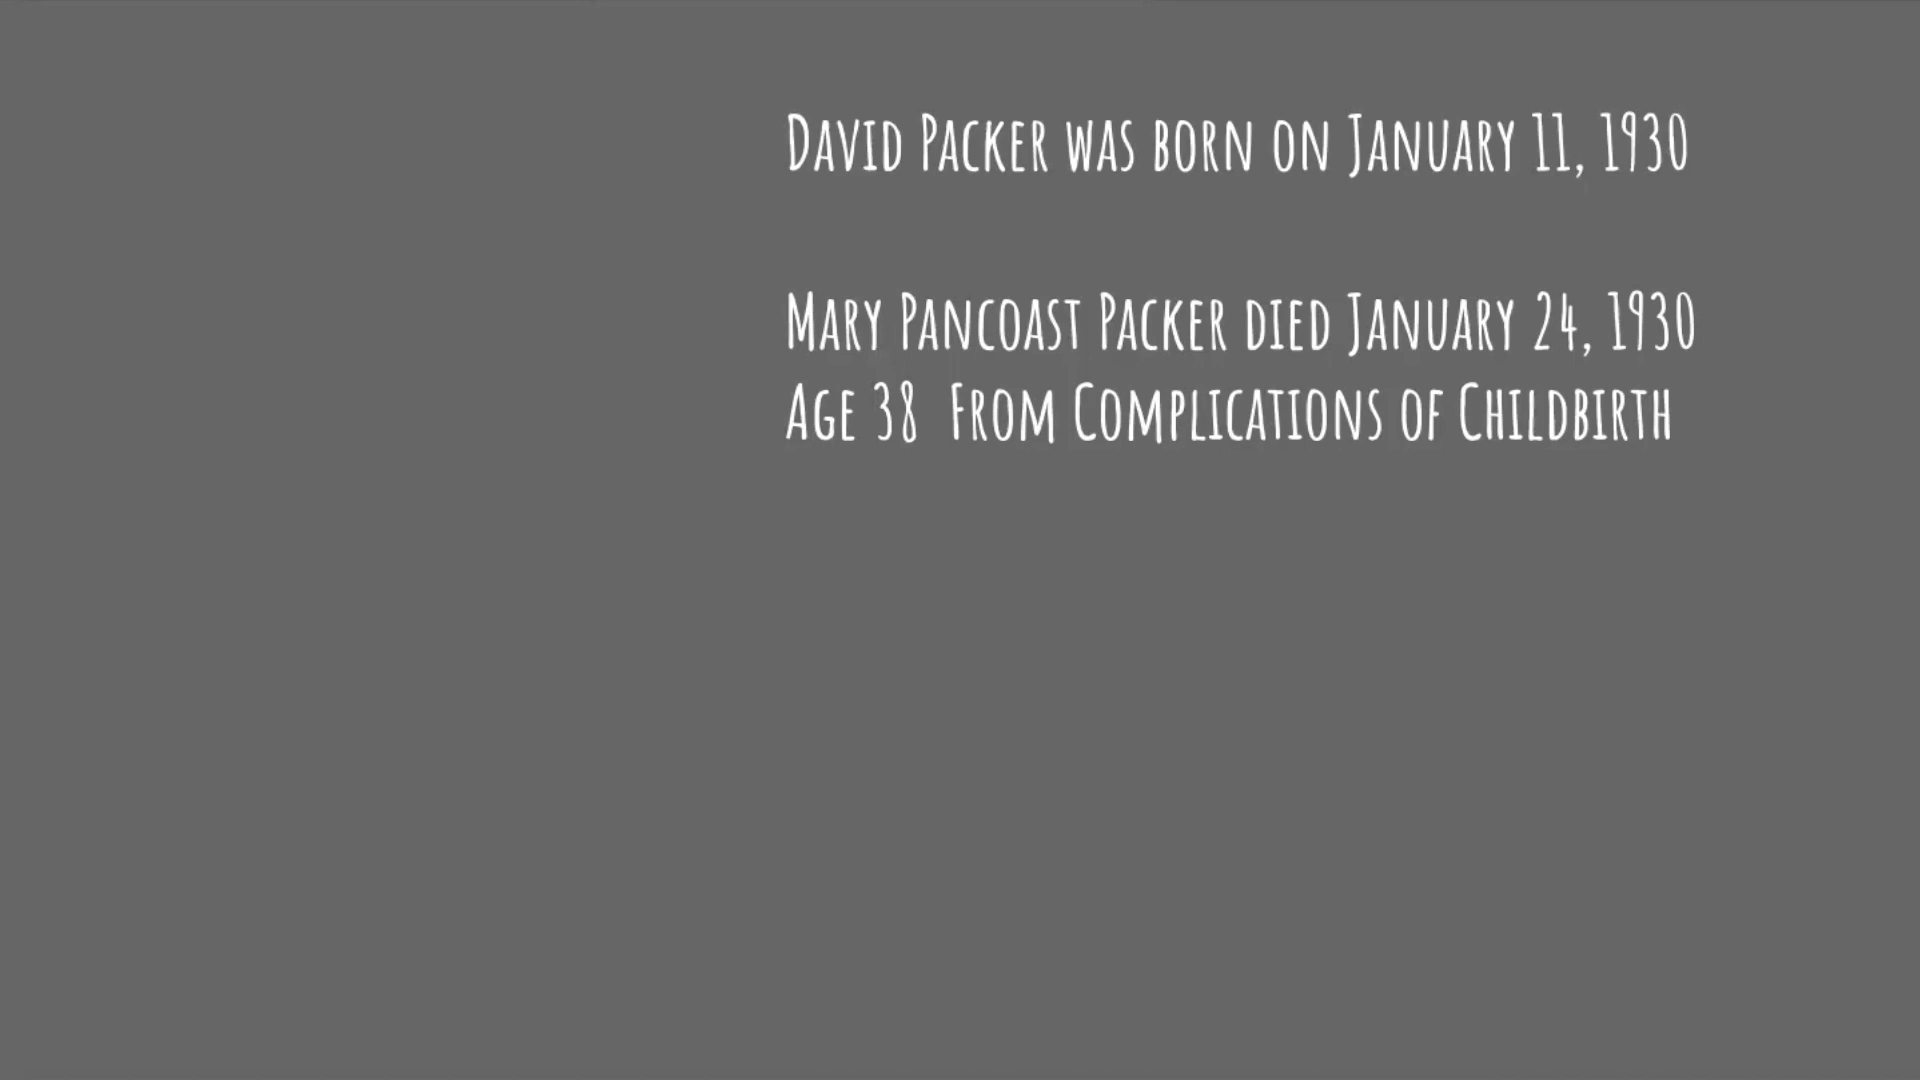 David Packer was born on January 11, 1930
Mary Pancoast Packer died January 24, 1930
Age 38 From Complications of Childbirth